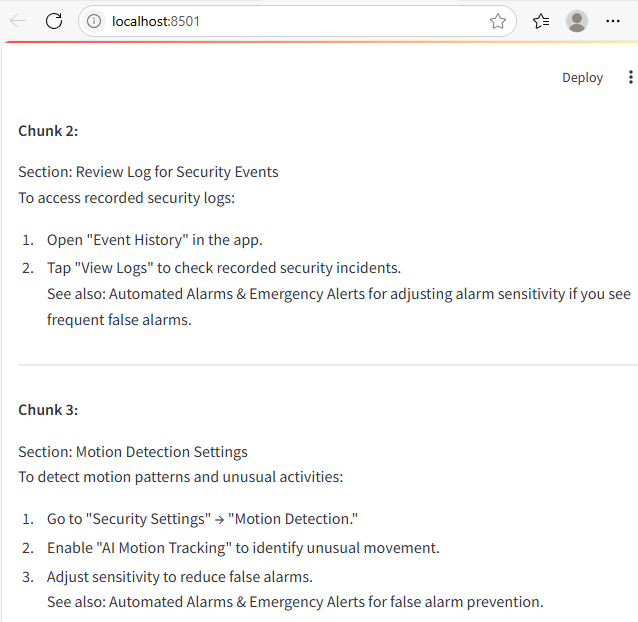 localhost:8501
Deploy
Chunk 2:
Section: Review Log for Security Events
To access recorded security logs:
1. Open "Event History" in the app.
2. Tap "View Logs" to check recorded security incidents.
See also: Automated Alarms & Emergency Alerts for adjusting alarm sensitivity if you see
frequent false alarms.
Chunk 3:
Section: Motion Detection Settings
To detect motion patterns and unusual activities:
1. Go to "Security Settings" → "Motion Detection."
2. Enable "AI Motion Tracking" to identify unusual movement.
3. Adjust sensitivity to reduce false alarms.
See also: Automated Alarms & Emergency Alerts for false alarm prevention.